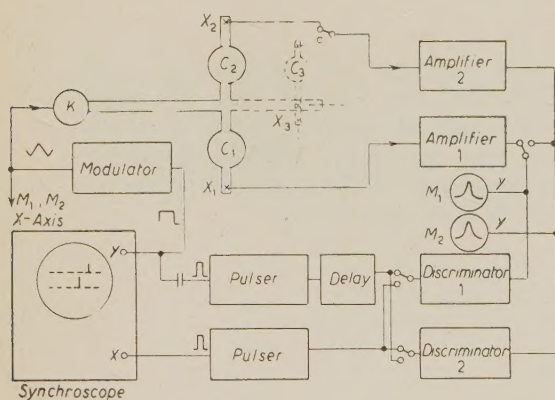 X2
C2
C3
K
X3
C1
X1
Amplifier
2
Amplifier
1
Modulator
M1, M2
X-Axis
M1
y
M2
y
y
X
Synchroscope
Pulser
Delay
Discriminator
1
Pulser
Discriminator
2